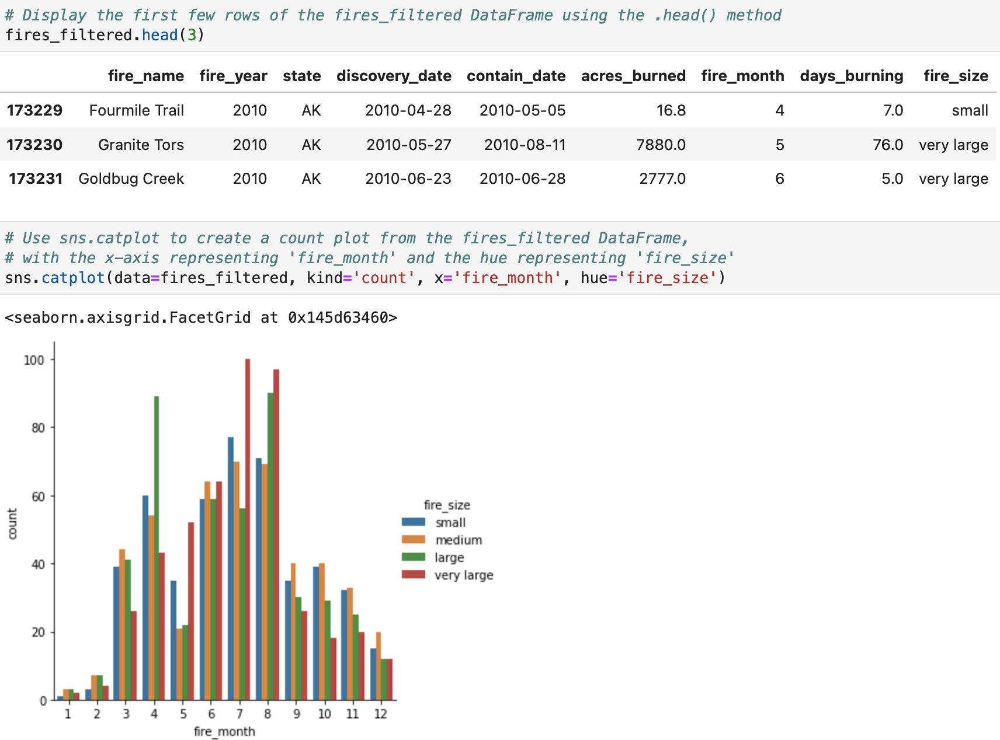 # Display the first few rows of the fires_filtered DataFrame using the .head() method
fires_filtered.head(3)
fire_name fire_year state discovery_date contain_date acres_burned fire_month days_burning fire_size
173229 Fourmile Trail 2010 AK 2010-04-28 2010-05-05 16.8 4 7.0 small
173230 Granite Tors 2010 AK 2010-05-27 2010-08-11 7880.0 5 76.0 very large
173231 Goldbug Creek 2010 AK 2010-06-23 2010-06-28 2777.0 6 5.0 very large
# Use sns.catplot to create a count plot from the fires_filtered DataFrame,
# with the x-axis representing 'fire_month' and the hue representing 'fire_size'
sns.catplot(data=fires_filtered, kind='count', x='fire_month', hue='fire_size')
<seaborn.axisgrid.FacetGrid at 0x145d63460>
100
80
60
40
20
0
count
1 2 3 4 5 6 7 8 9 10 11 12
fire_month
fire_size
small
medium
large
very large